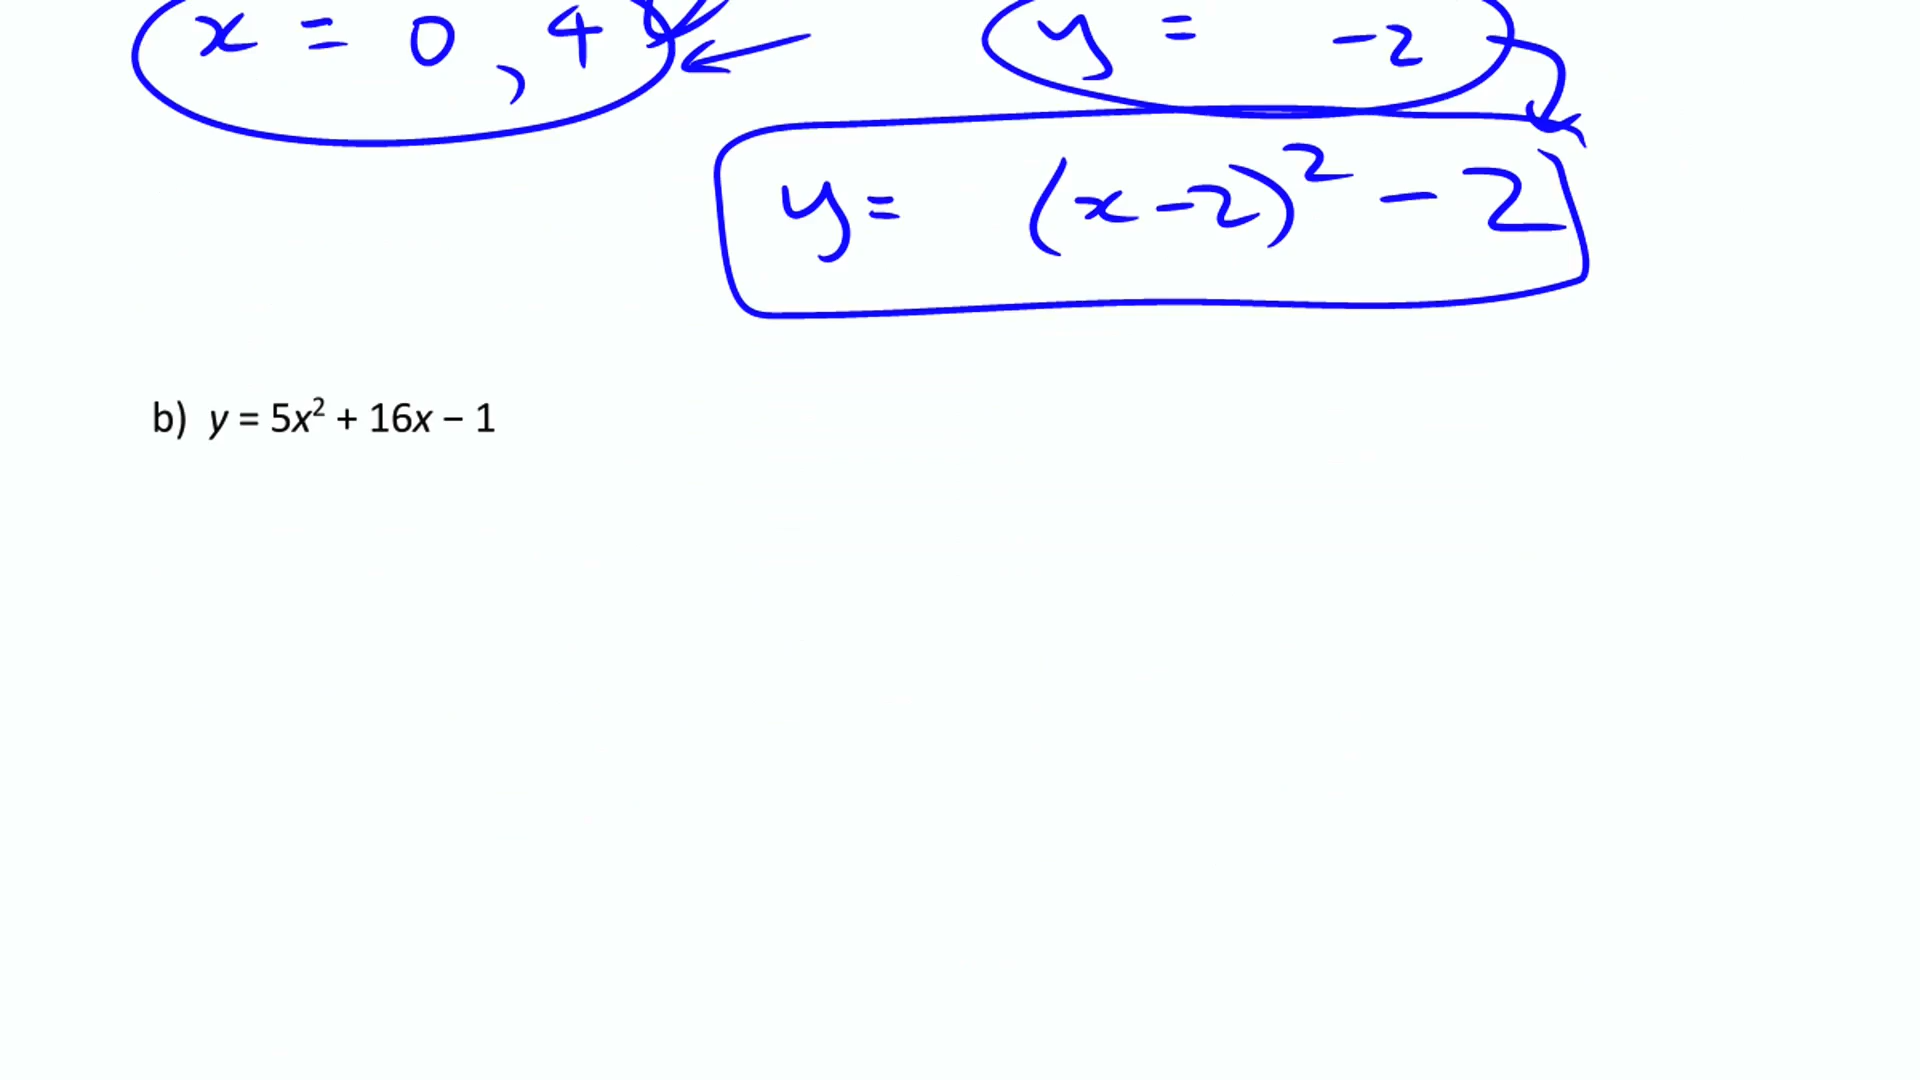 x = 0 , 4 y = -2
y = (x-2)² - 2
b) y = 5x² + 16x − 1